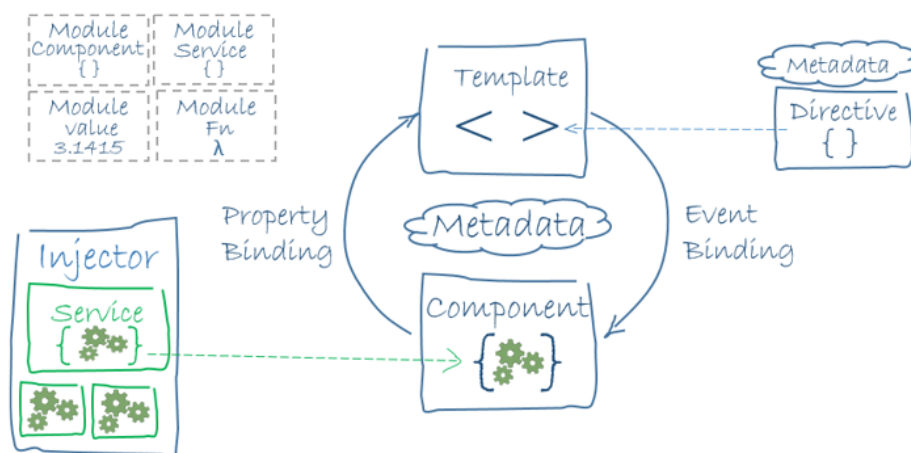 Module
Component
{ }
Module
Service
{ }
Module
value
3.1415
Module
Fn
λ
Template
< >
Metadata
Directive
{ }
Property
Binding
Metadata
Event
Binding
Injector
Service
{ }
Component
{ }